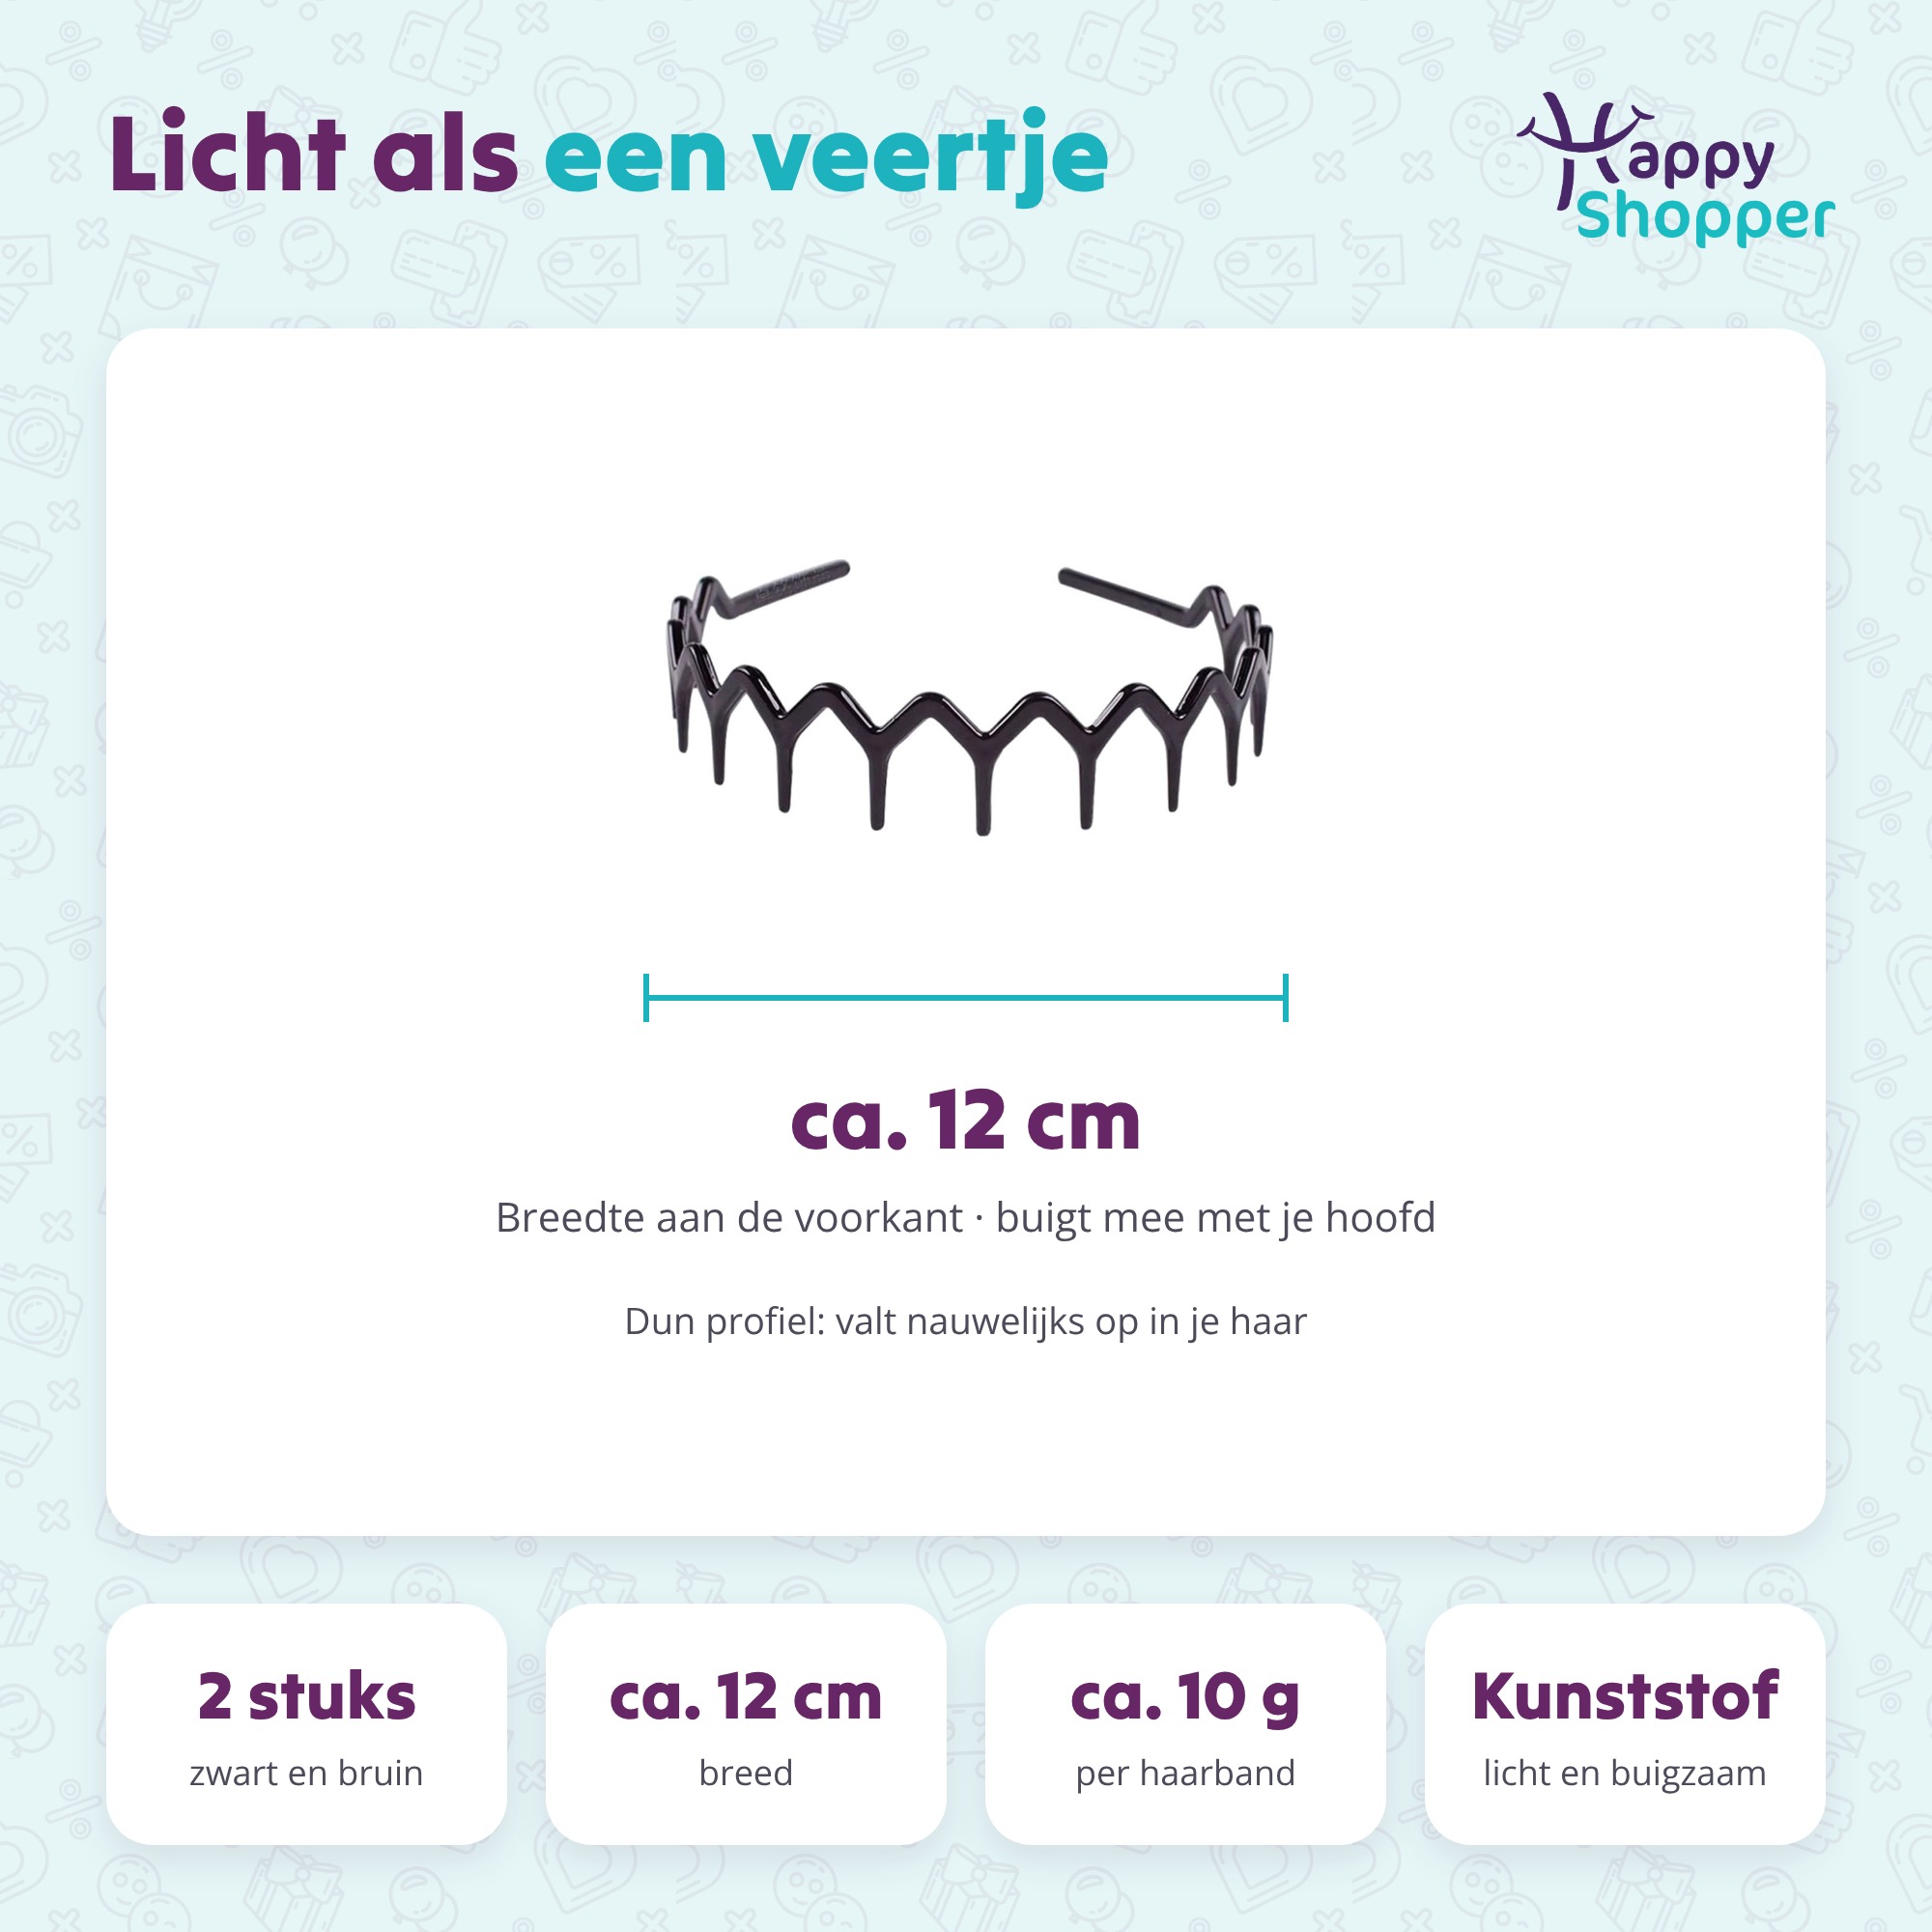 Licht als een veertje
Happy
Shopper
ca. 12 cm
Breedte aan de voorkant · buigt mee met je hoofd
Dun profiel: valt nauwelijks op in je haar
2 stuks
zwart en bruin
ca. 12 cm
breed
ca. 10 g
per haarband
Kunststof
licht en buigzaam